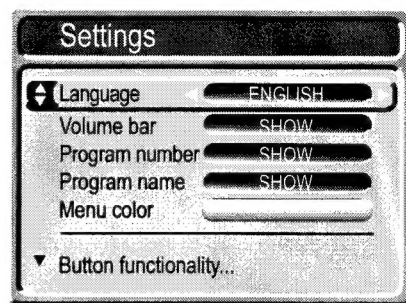 Settings
Language ENGLISH
Volume bar SHOW
Program number SHOW
Program name SHOW
Menu color
Button functionality...